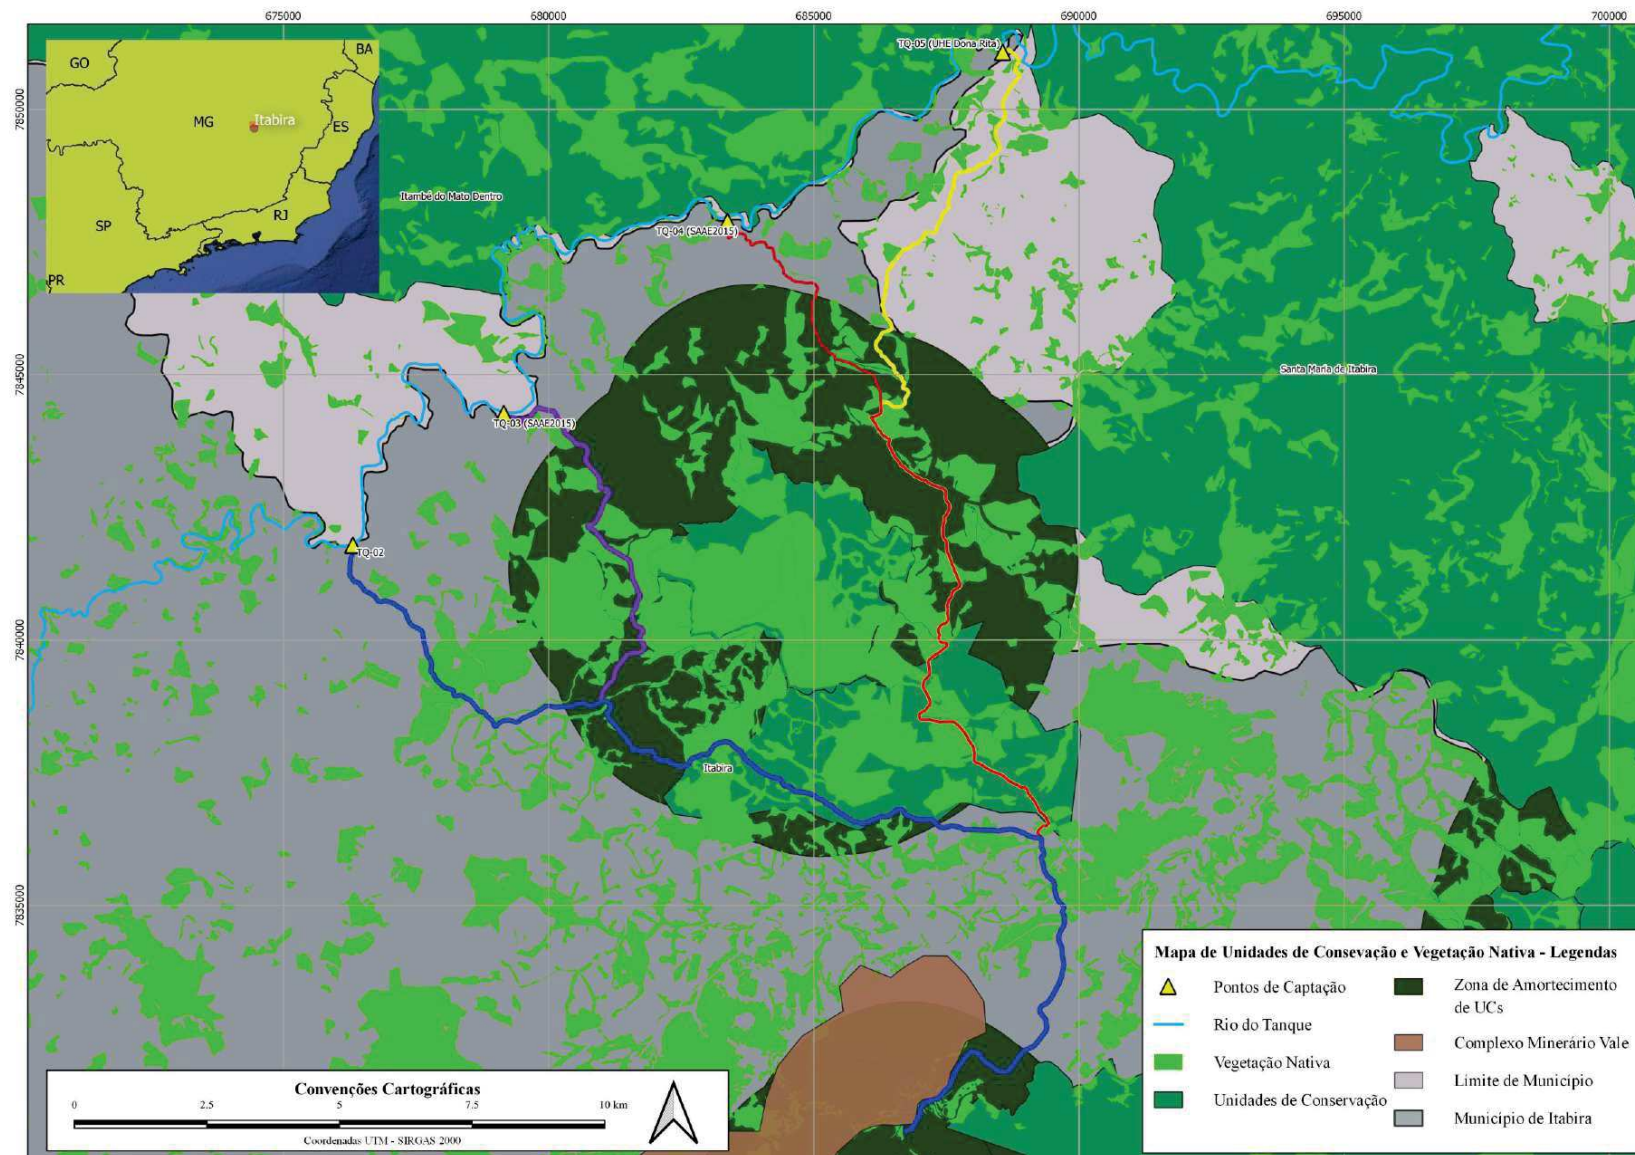 675000
680000
685000
690000
695000
700000
TQ-05 (UHE Dona Rita)
BA
GO
MG
Itabira
ES
SP
RJ
PR
7850000
Itambé do Mato Dentro
TQ-04 (SAAE2015)
7845000
Santa Maria de Itabira
TQ-03 (SAAE2015)
TQ-02
7840000
Itabira
7835000
Mapa de Unidades de Consevação e Vegetação Nativa - Legendas
Pontos de Captação
Rio do Tanque
Vegetação Nativa
Unidades de Conservação
Zona de Amortecimento
de UCs
Complexo Minerário Vale
Limite de Município
Município de Itabira
Convenções Cartográficas
0 2.5 5 7.5 10 km
Coordenadas UTM - SIRGAS 2000